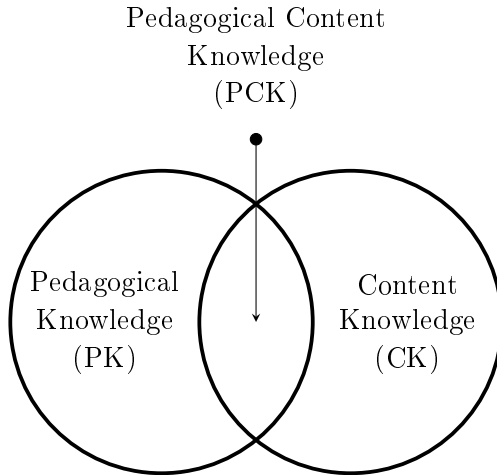 Pedagogical Content
Knowledge
(PCK)
Pedagogical
Knowledge
(PK)
Content
Knowledge
(CK)